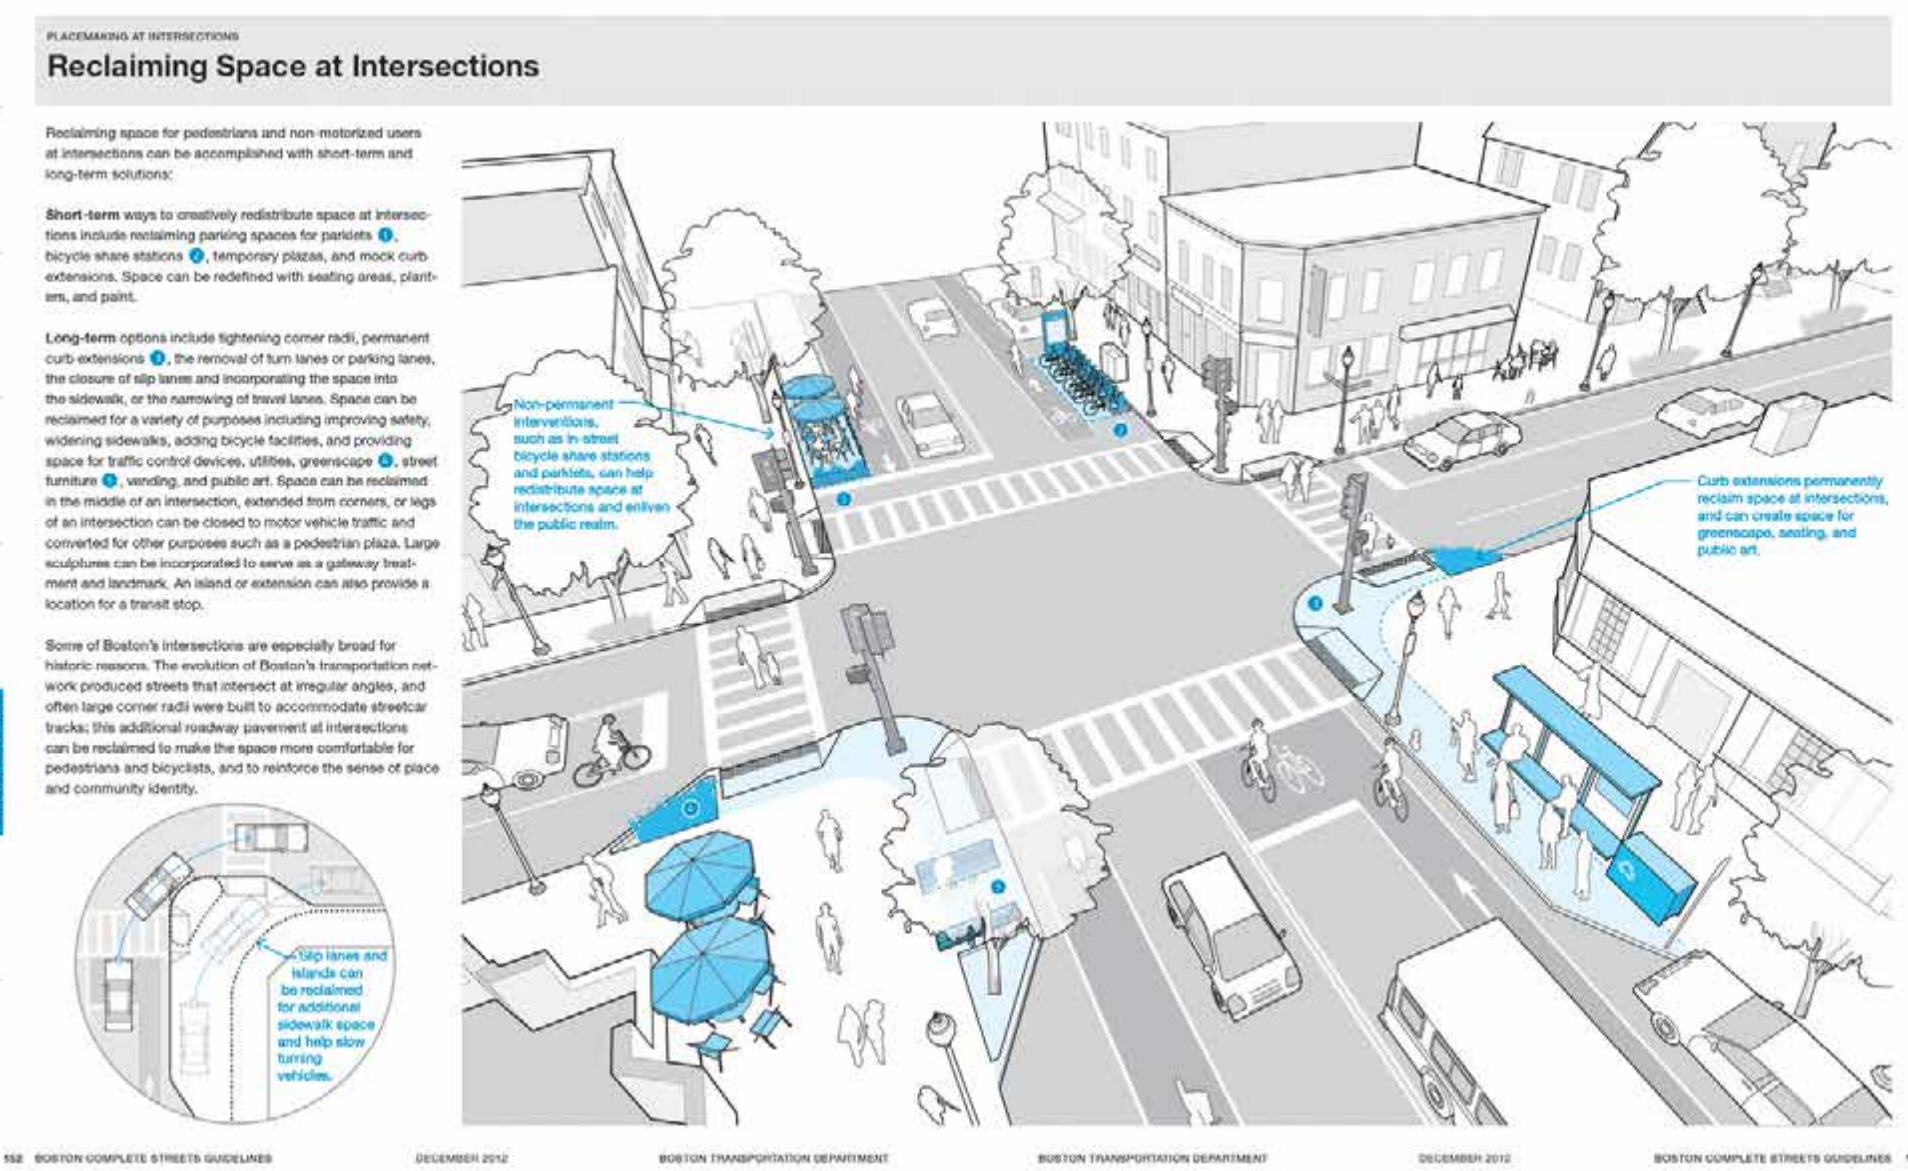 PLACEMAKING AT INTERSECTIONS
Reclaiming Space at Intersections
Reclaiming space for pedestrians and non-motorized users
at intersections can be accomplished with short-term and
long-term solutions:
Short-term ways to creatively redistribute space at intersec-
tions include reclaiming parking spaces for parklets 1,
bicycle share stations 2, temporary plazas, and mock curb
extensions. Space can be redefined with seating areas, plant-
ers, and paint.
Long-term options include tightening corner radii, permanent
curb extensions 3, the removal of turn lanes or parking lanes,
the closure of slip lanes and incorporating the space into
the sidewalk, or the narrowing of travel lanes. Space can be
reclaimed for a variety of purposes including improving safety,
widening sidewalks, adding bicycle facilities, and providing
space for traffic control devices, utilities, greenscape 4, street
furniture 5, vending, and public art. Space can be reclaimed
in the middle of an intersection, extended from corners, or legs
of an intersection can be closed to motor vehicle traffic and
converted for other purposes such as a pedestrian plaza. Large
sculptures can be incorporated to serve as a gateway treat-
ment and landmark. An island or extension can also provide a
location for a transit stop.
Some of Boston's intersections are especially broad for
historic reasons. The evolution of Boston's transportation net-
work produced streets that intersect at irregular angles, and
often large corner radii were built to accommodate streetcar
tracks; this additional roadway pavement at intersections
can be reclaimed to make the space more comfortable for
pedestrians and bicyclists, and to reinforce the sense of place
and community identity.
Slip lanes and
islands can
be reclaimed
for additional
sidewalk space
and help slow
turning
vehicles.
Non-permanent
interventions,
such as in-street
bicycle share stations
and parklets, can help
redistribute space at
intersections and enliven
the public realm.
Curb extensions permanently
reclaim space at intersections,
and can create space for
greenscape, seating, and
public art.
152 BOSTON COMPLETE STREETS GUIDELINES
DECEMBER 2012
BOSTON TRANSPORTATION DEPARTMENT
BOSTON TRANSPORTATION DEPARTMENT
DECEMBER 2012
BOSTON COMPLETE STREETS GUIDELINES